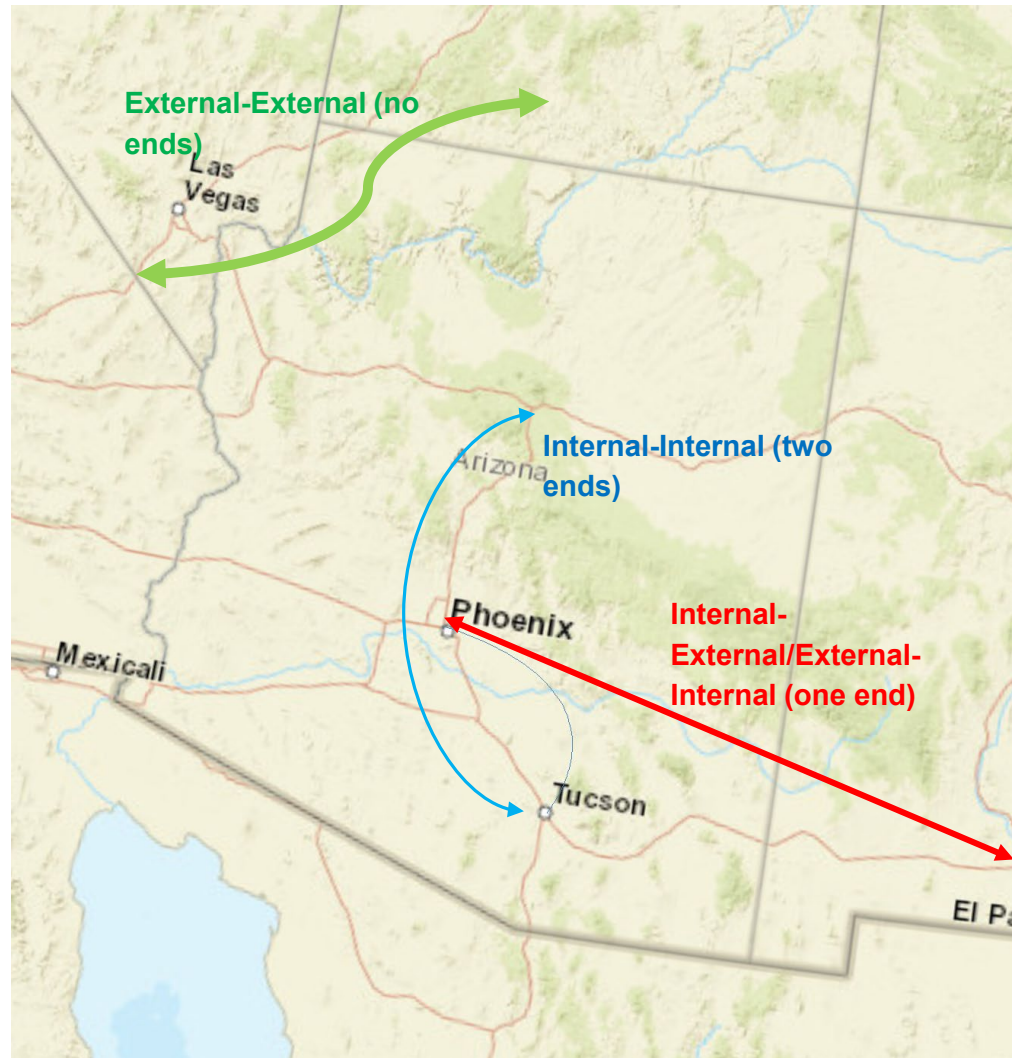 External-External (no
ends)
Las
Vegas
Internal-Internal (two
ends)
Arizona
Phoenix
Internal-
External/External-
Internal (one end)
Mexicali
Tucson
El Pa